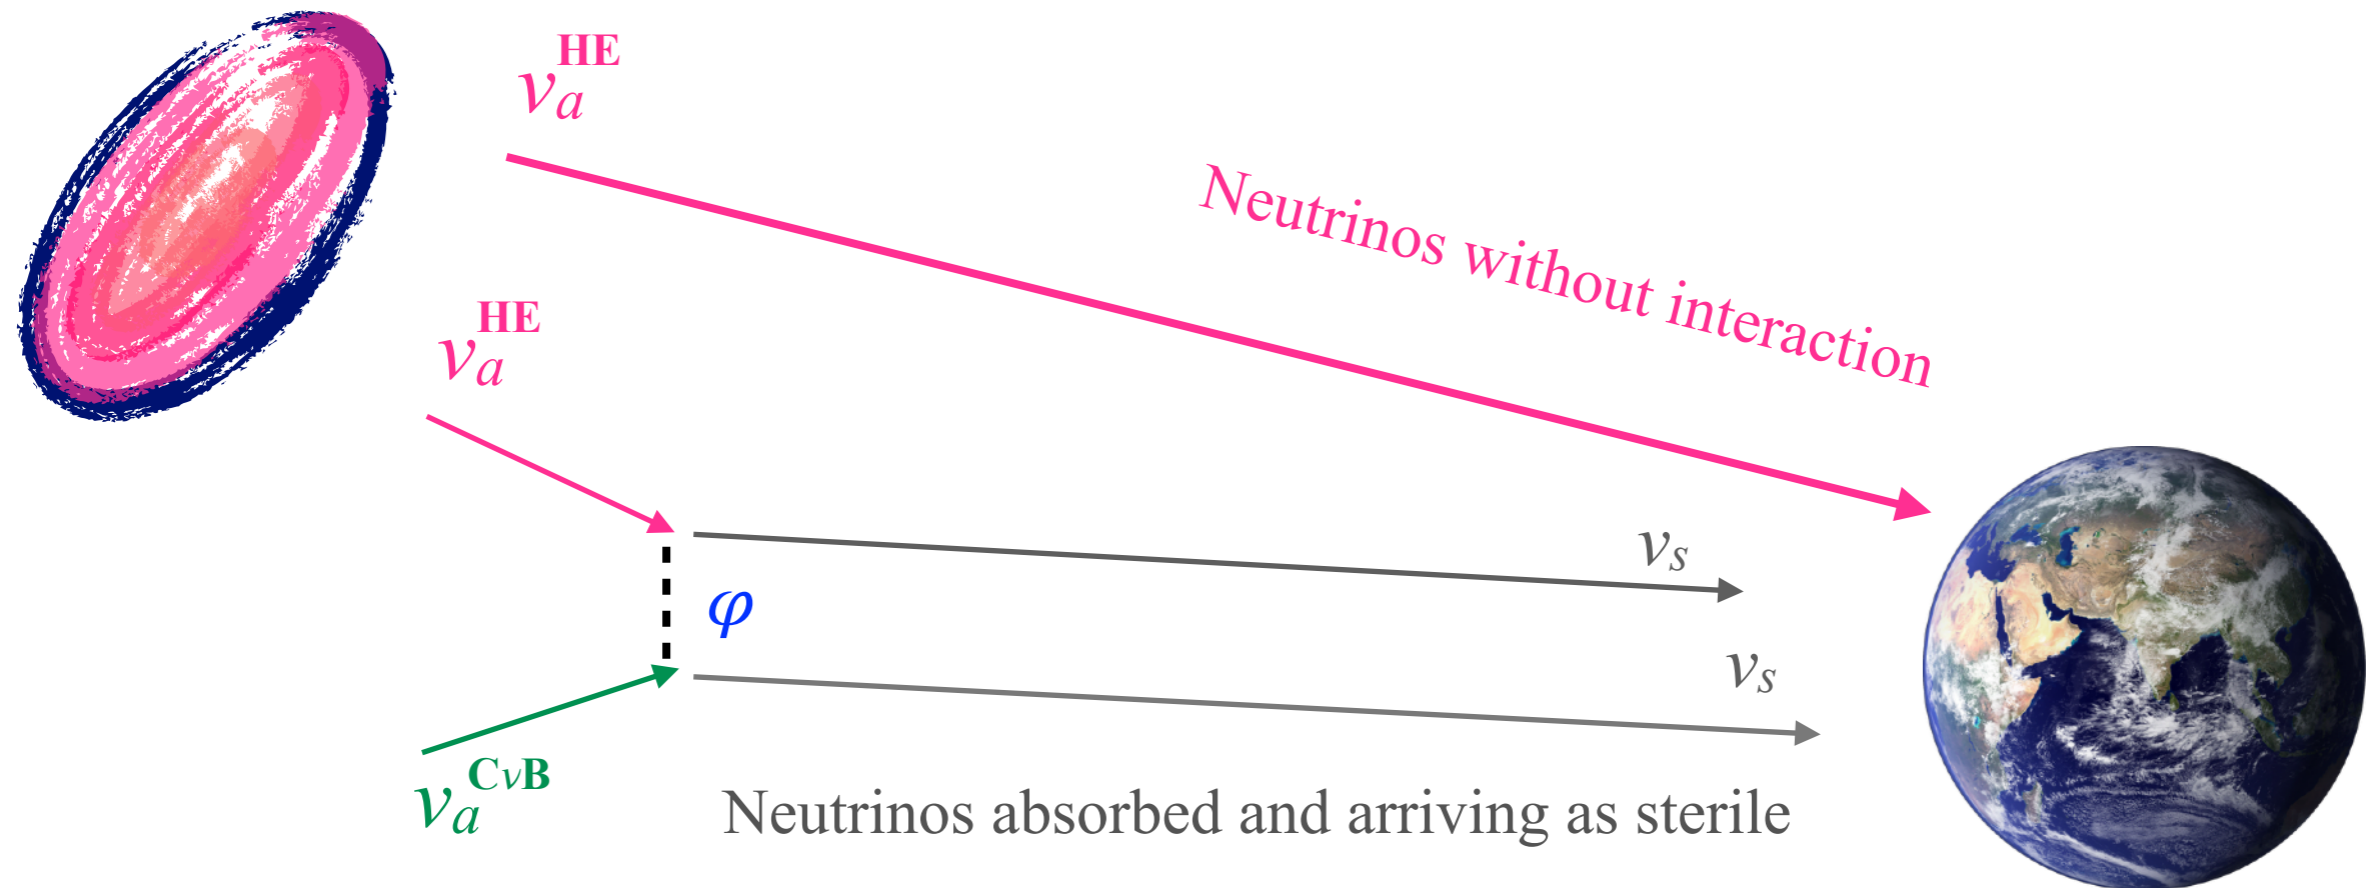 ν_a^HE
Neutrinos without interaction
ν_a^HE
ν_s
φ
ν_s
ν_a^CνB
Neutrinos absorbed and arriving as sterile